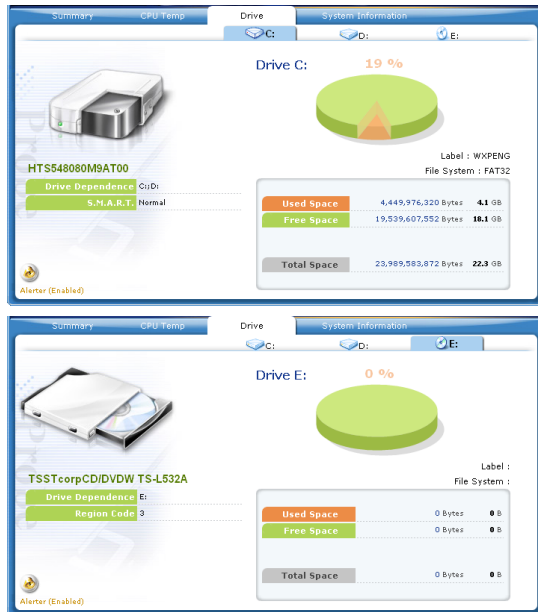 Summary CPU Temp Drive System Information
C: D: E:
Drive C: 19 %
Label : WXPENG
File System : FAT32
HTS548080M9AT00
Drive Dependence C:;D:
S.M.A.R.T. Normal
Used Space 4,449,976,320 Bytes 4.1 GB
Free Space 19,539,607,552 Bytes 18.1 GB
Total Space 23,989,583,872 Bytes 22.3 GB
Alerter (Enabled)
Summary CPU Temp Drive System Information
C: D: E:
Drive E: 0 %
Label :
File System :
TSSTcorpCD/DVDW TS-L532A
Drive Dependence E:
Region Code 3
Used Space 0 Bytes 0 B
Free Space 0 Bytes 0 B
Total Space 0 Bytes 0 B
Alerter (Enabled)